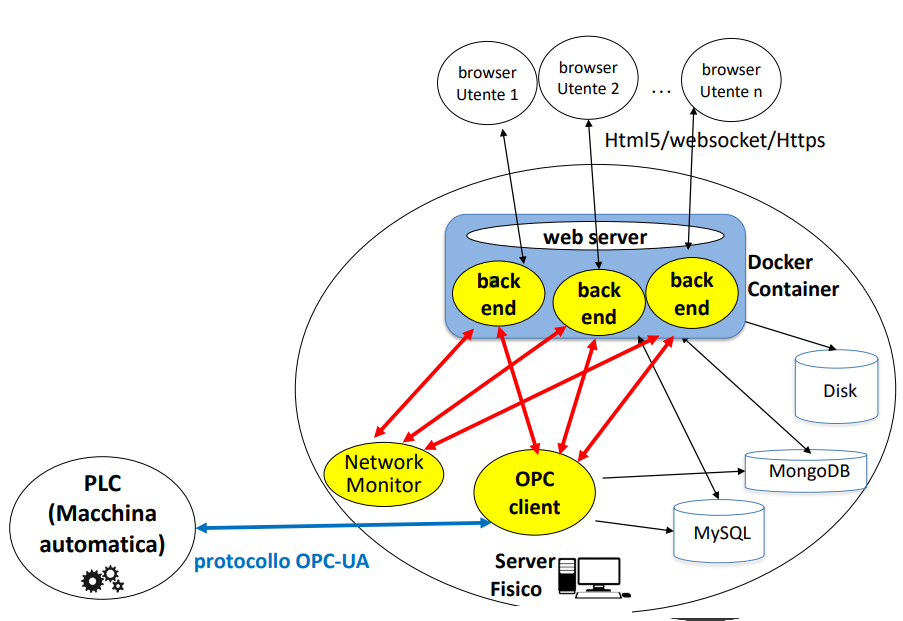 browser
Utente 1
browser
Utente 2
...
browser
Utente n
Html5/websocket/Https
web server
back
end
back
end
back
end
Docker
Container
Disk
Network
Monitor
OPC
client
MongoDB
MySQL
PLC
(Macchina
automatica)
protocollo OPC-UA
Server
Fisico